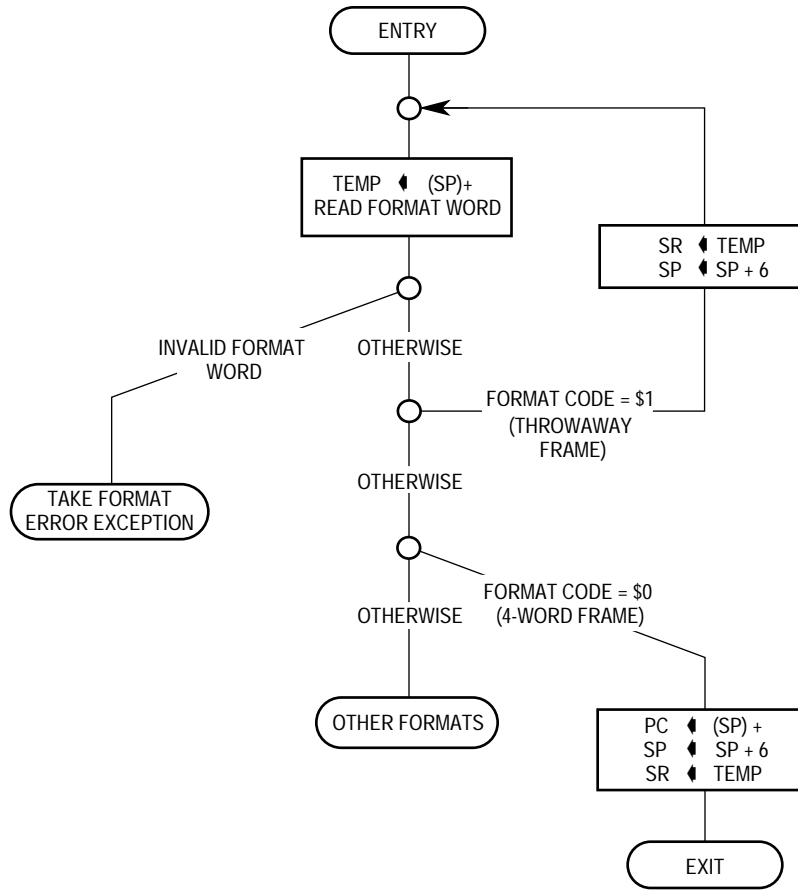 ENTRY
TEMP ◀ (SP)+
READ FORMAT WORD
SR ◀ TEMP
SP ◀ SP + 6
INVALID FORMAT
WORD
OTHERWISE
FORMAT CODE = $1
(THROWAWAY
FRAME)
TAKE FORMAT
ERROR EXCEPTION
OTHERWISE
FORMAT CODE = $0
(4-WORD FRAME)
OTHERWISE
OTHER FORMATS
PC ◀ (SP) +
SP ◀ SP + 6
SR ◀ TEMP
EXIT